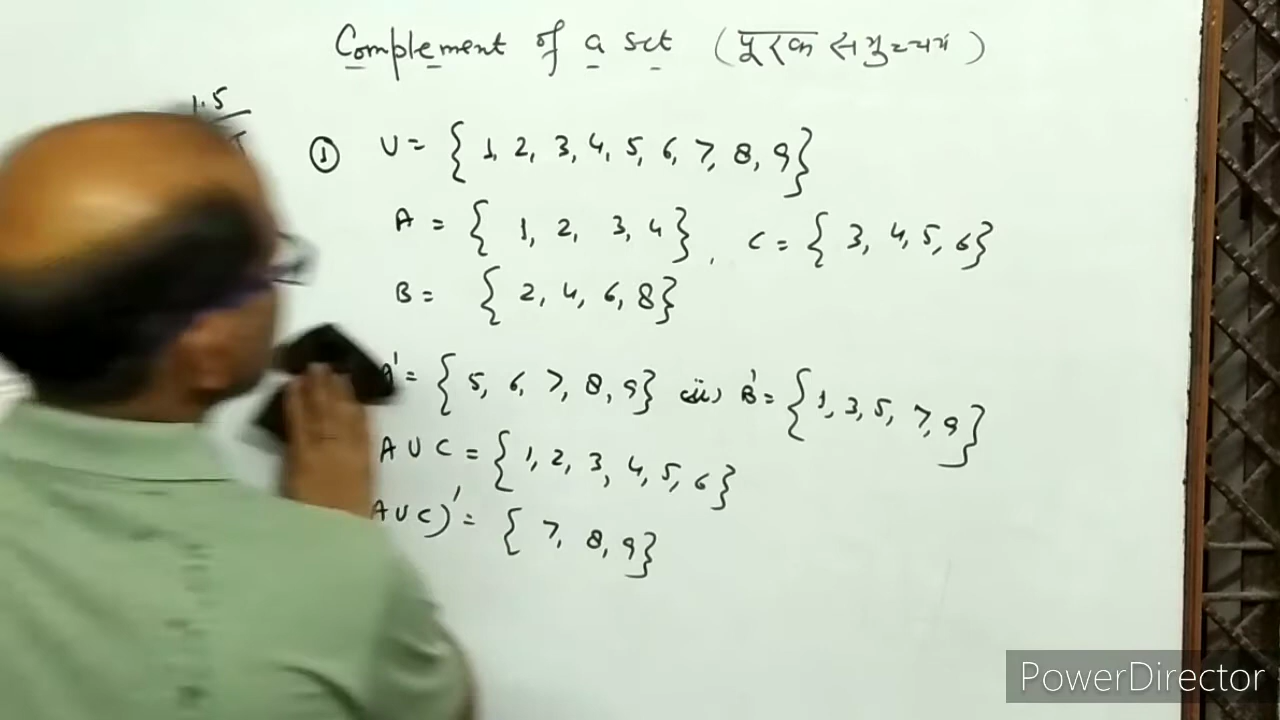 Complement of a set (पूरक समुच्चय)
1.5
① U = { 1, 2, 3, 4, 5, 6, 7, 8, 9}
A = { 1, 2, 3, 4} , C = { 3, 4, 5, 6}
B = { 2, 4, 6, 8}
A' = { 5, 6, 7, 8, 9} (ii) B' = { 1, 3, 5, 7, 9}
A ∪ C = { 1, 2, 3, 4, 5, 6}
A ∪ C)' = { 7, 8, 9}
PowerDirector